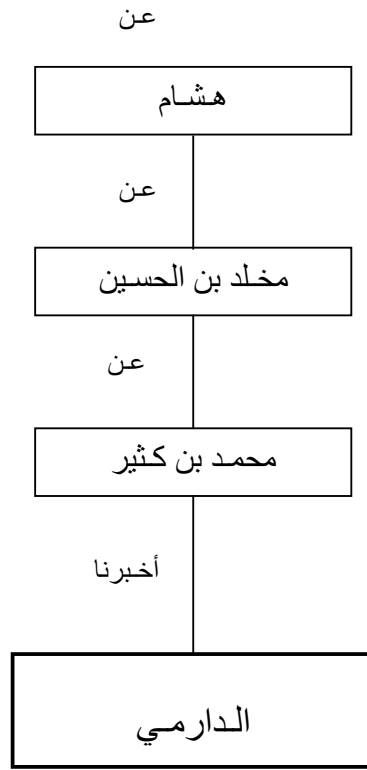 عن
هشام
عن
مخلد بن الحسين
عن
محمد بن كثير
أخبرنا
الدارمي